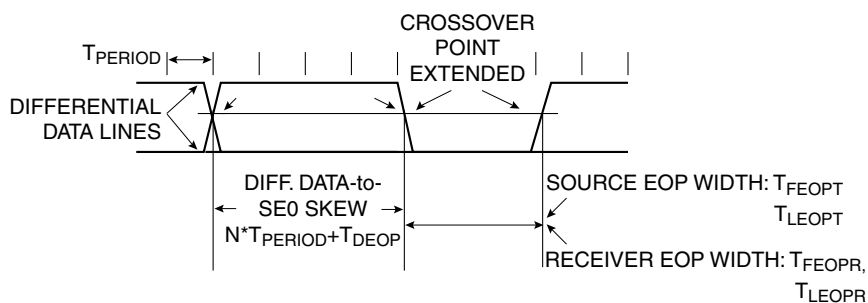 CROSSOVER
POINT
EXTENDED
TPERIOD
DIFFERENTIAL
DATA LINES
DIFF. DATA-to-
SE0 SKEW
N*TPERIOD+TDEOP
SOURCE EOP WIDTH: TFEOPT
TLEOPT
RECEIVER EOP WIDTH: TFEOPR,
TLEOPR